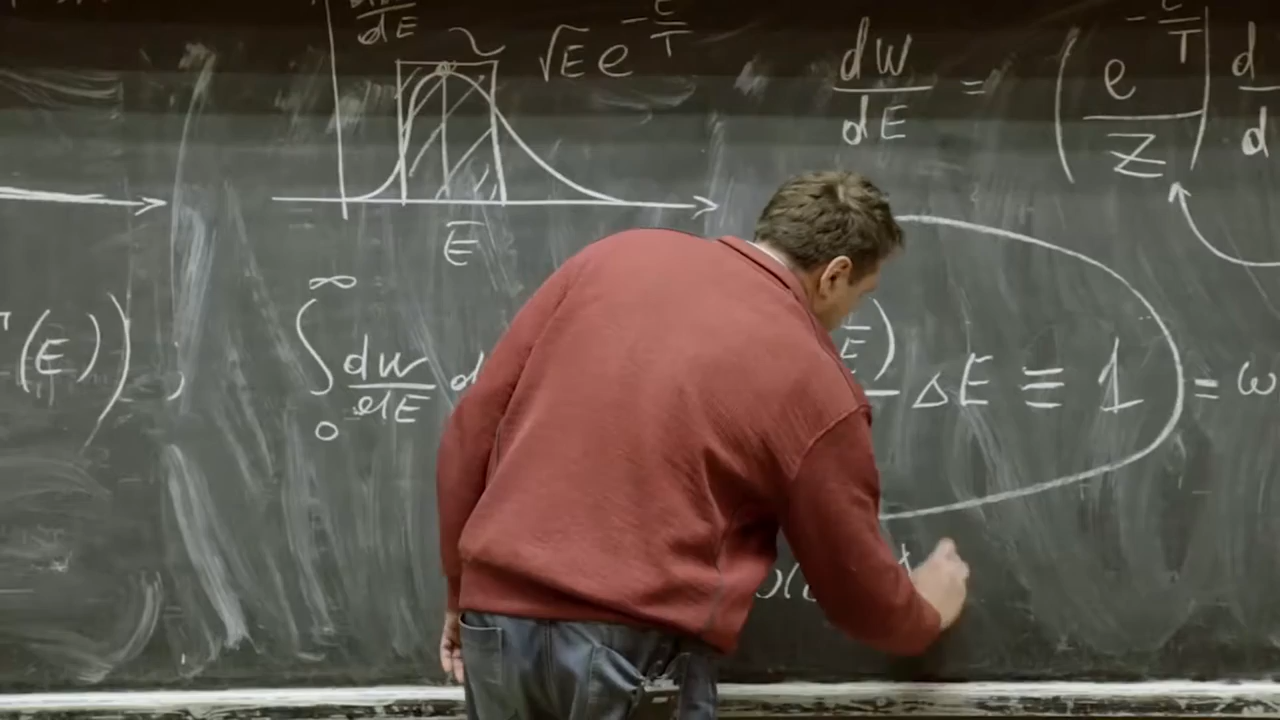 dw/dE
~ √E e^{-ε/T}
dw/dE = (e^{-ε/T}/Z) d/d
E̅
(E)) ,
∫₀^∞ dw/dE d
E̅) ΔE ≡ 1 = ω